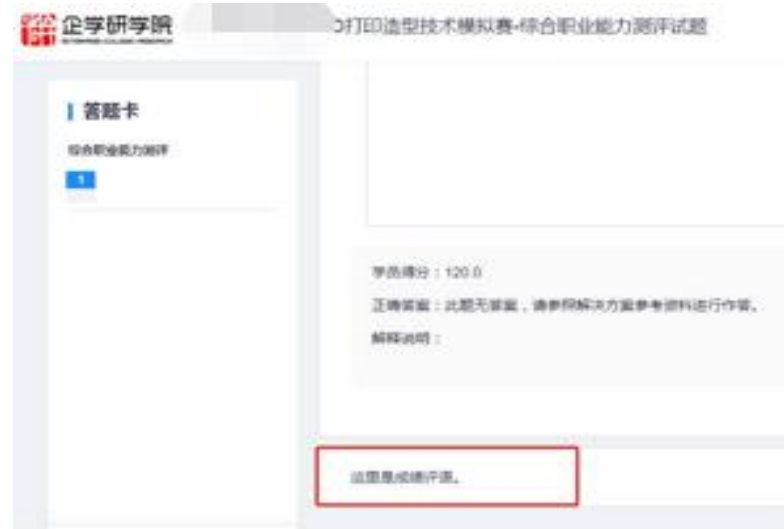 企学研学院
D打印造型技术模拟赛-综合职业能力测评试题
答题卡
综合职业能力测评
1
学员得分：120.0
正确答案：此题无答案，请参照解决方案参考资料进行作答。
解释说明：
这里是成绩评语。